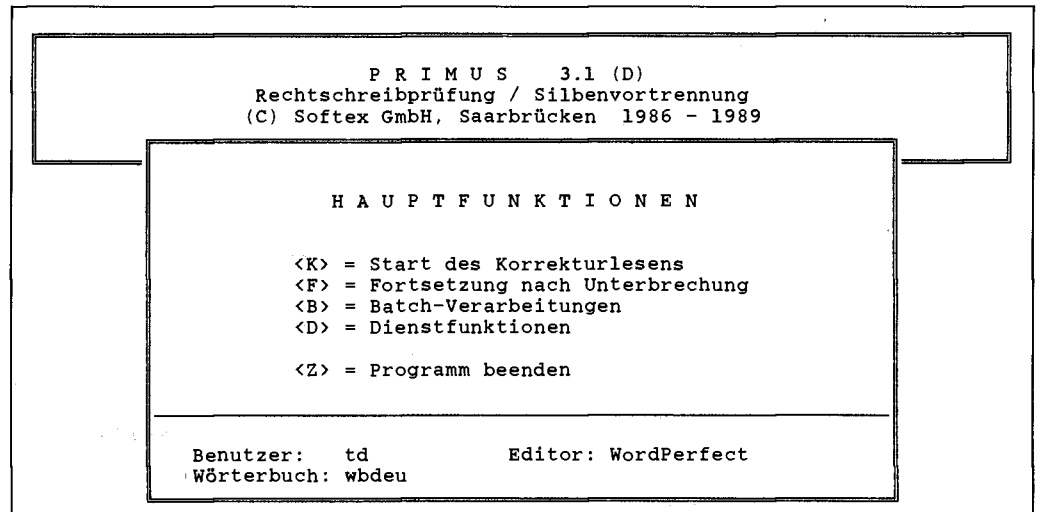 P R I M U S 3.1 (D)
Rechtschreibprüfung / Silbenvortrennung
(C) Softex GmbH, Saarbrücken 1986 - 1989
H A U P T F U N K T I O N E N
<K> = Start des Korrekturlesens
<F> = Fortsetzung nach Unterbrechung
<B> = Batch-Verarbeitungen
<D> = Dienstfunktionen
<Z> = Programm beenden
Benutzer: td Editor: WordPerfect
Wörterbuch: wbdeu